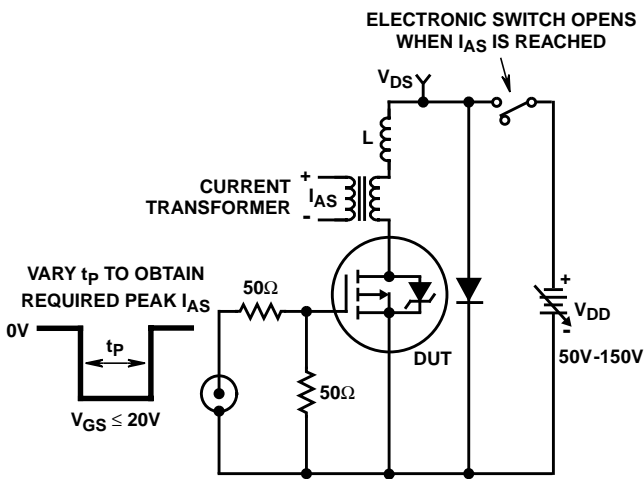 ELECTRONIC SWITCH OPENS
WHEN IAS IS REACHED
VDS
L
+
CURRENT
TRANSFORMER
IAS
-
VARY tP TO OBTAIN
REQUIRED PEAK IAS
0V
tP
VGS ≤ 20V
50Ω
50Ω
DUT
+
VDD
-
50V-150V